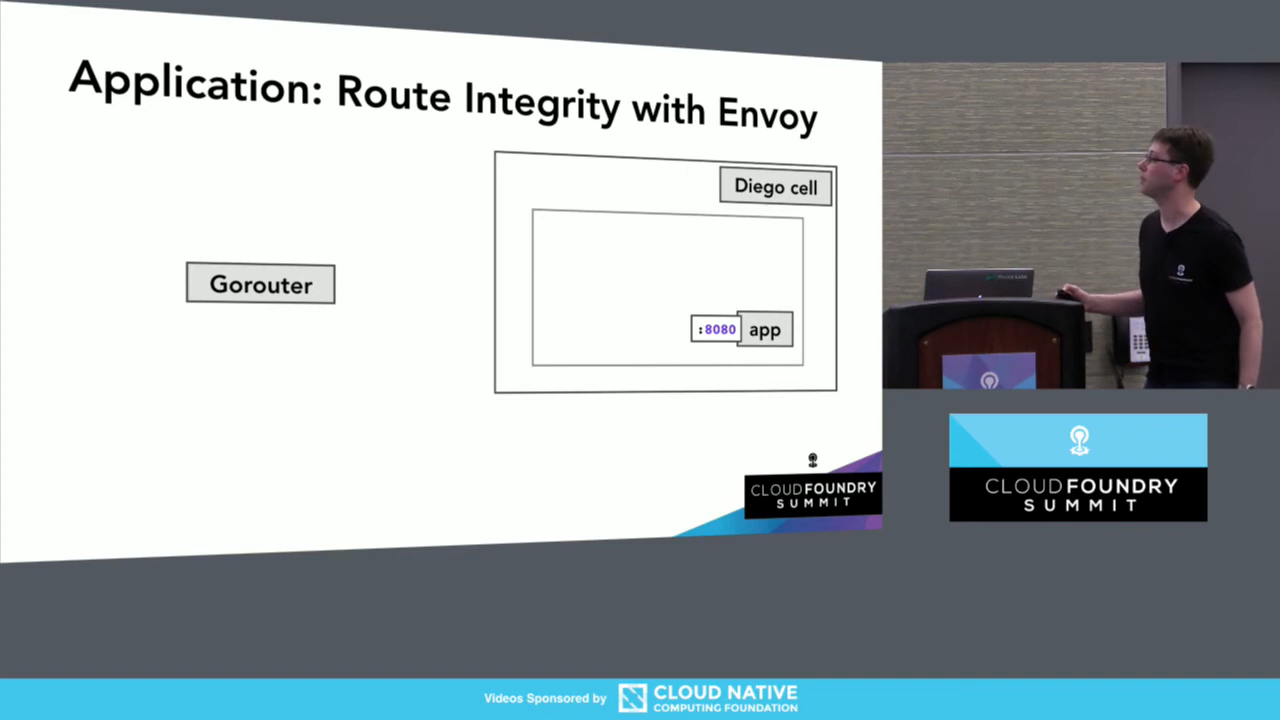 Application: Route Integrity with Envoy
Diego cell
Gorouter
:8080 app
CLOUDFOUNDRY
SUMMIT
CLOUDFOUNDRY
SUMMIT
Videos Sponsored by
CLOUD NATIVE
COMPUTING FOUNDATION